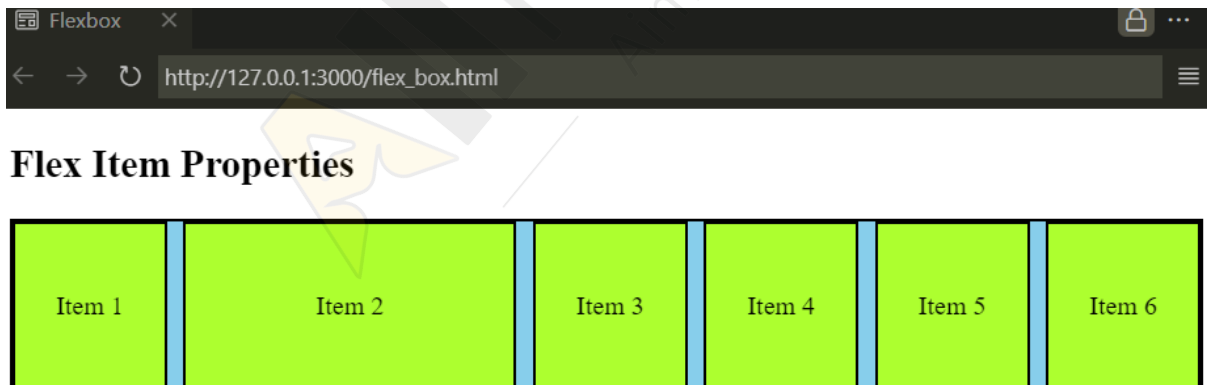 Flexbox
http://127.0.0.1:3000/flex_box.html
Flex Item Properties
Item 1 Item 2 Item 3 Item 4 Item 5 Item 6